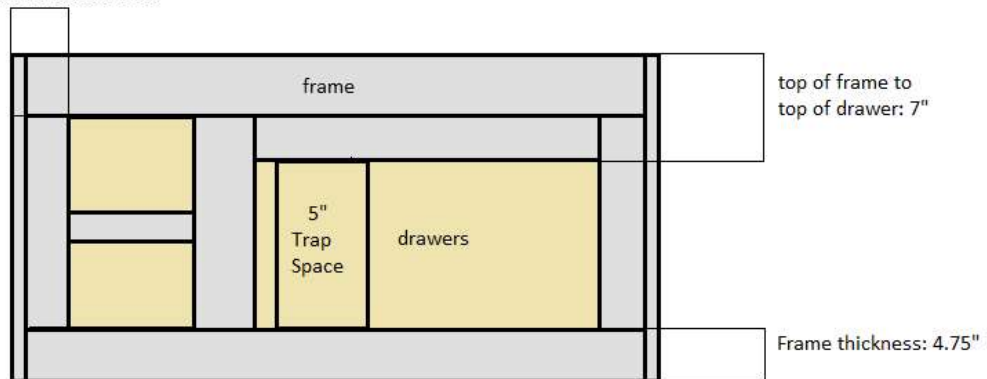 frame
top of frame to
top of drawer: 7"
5"
Trap
Space
drawers
Frame thickness: 4.75"